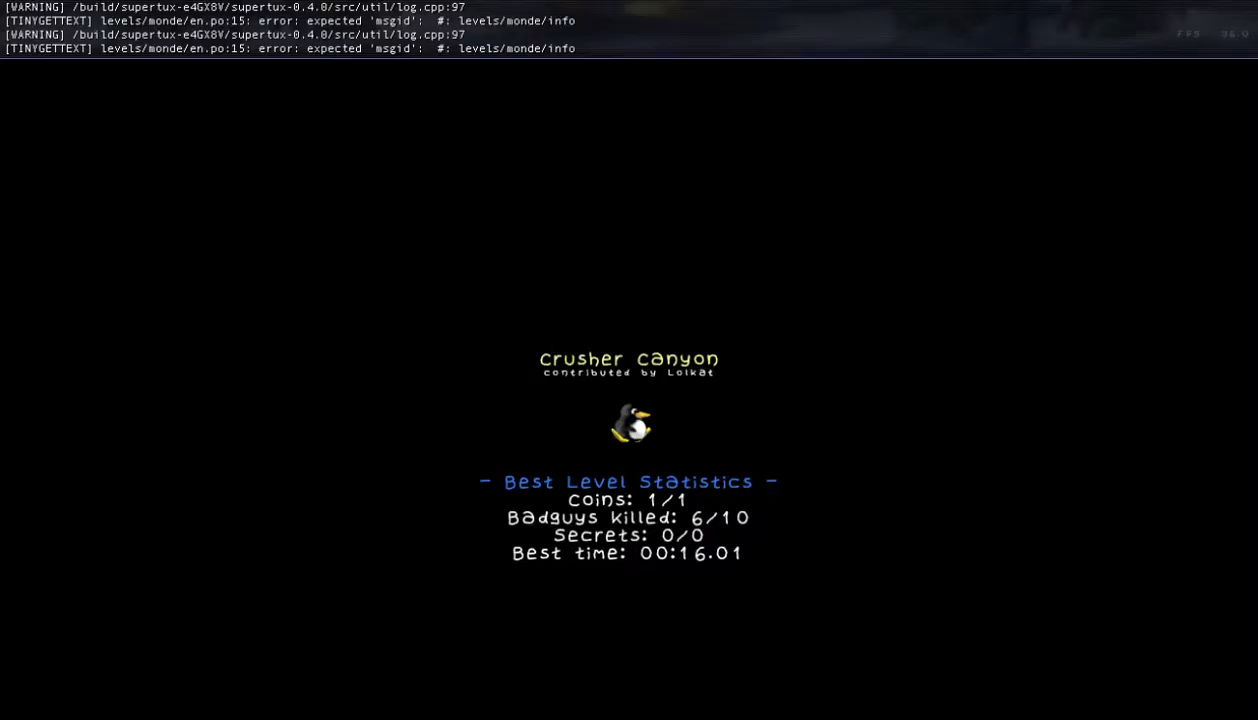 [WARNING] /build/supertux-e4GX8V/supertux-0.4.0/src/util/log.cpp:97
[TINYGETTEXT] levels/monde/en.po:15: error: expected 'msgid':  #: levels/monde/info
[WARNING] /build/supertux-e4GX8V/supertux-0.4.0/src/util/log.cpp:97
FPS
[TINYGETTEXT] levels/monde/en.po:15: error: expected 'msgid':  #: levels/monde/info
Crusher Canyon
contributed by Lolkat
- Best Level Statistics -
Coins: 1/1
Badguys killed: 6/10
Secrets: 0/0
Best time: 00:16.01